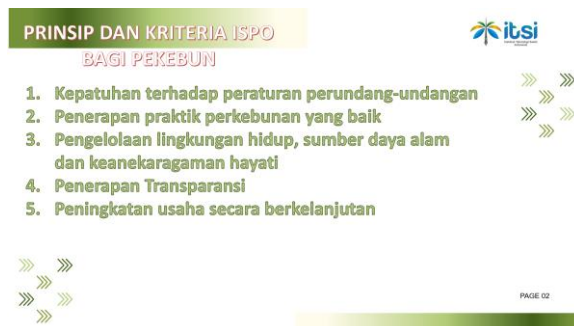 PRINSIP DAN KRITERIA ISPO
BAGI PEKEBUN
itsi
1. Kepatuhan terhadap peraturan perundang-undangan
2. Penerapan praktik perkebunan yang baik
3. Pengelolaan lingkungan hidup, sumber daya alam
dan keanekaragaman hayati
4. Penerapan Transparansi
5. Peningkatan usaha secara berkelanjutan
PAGE 02